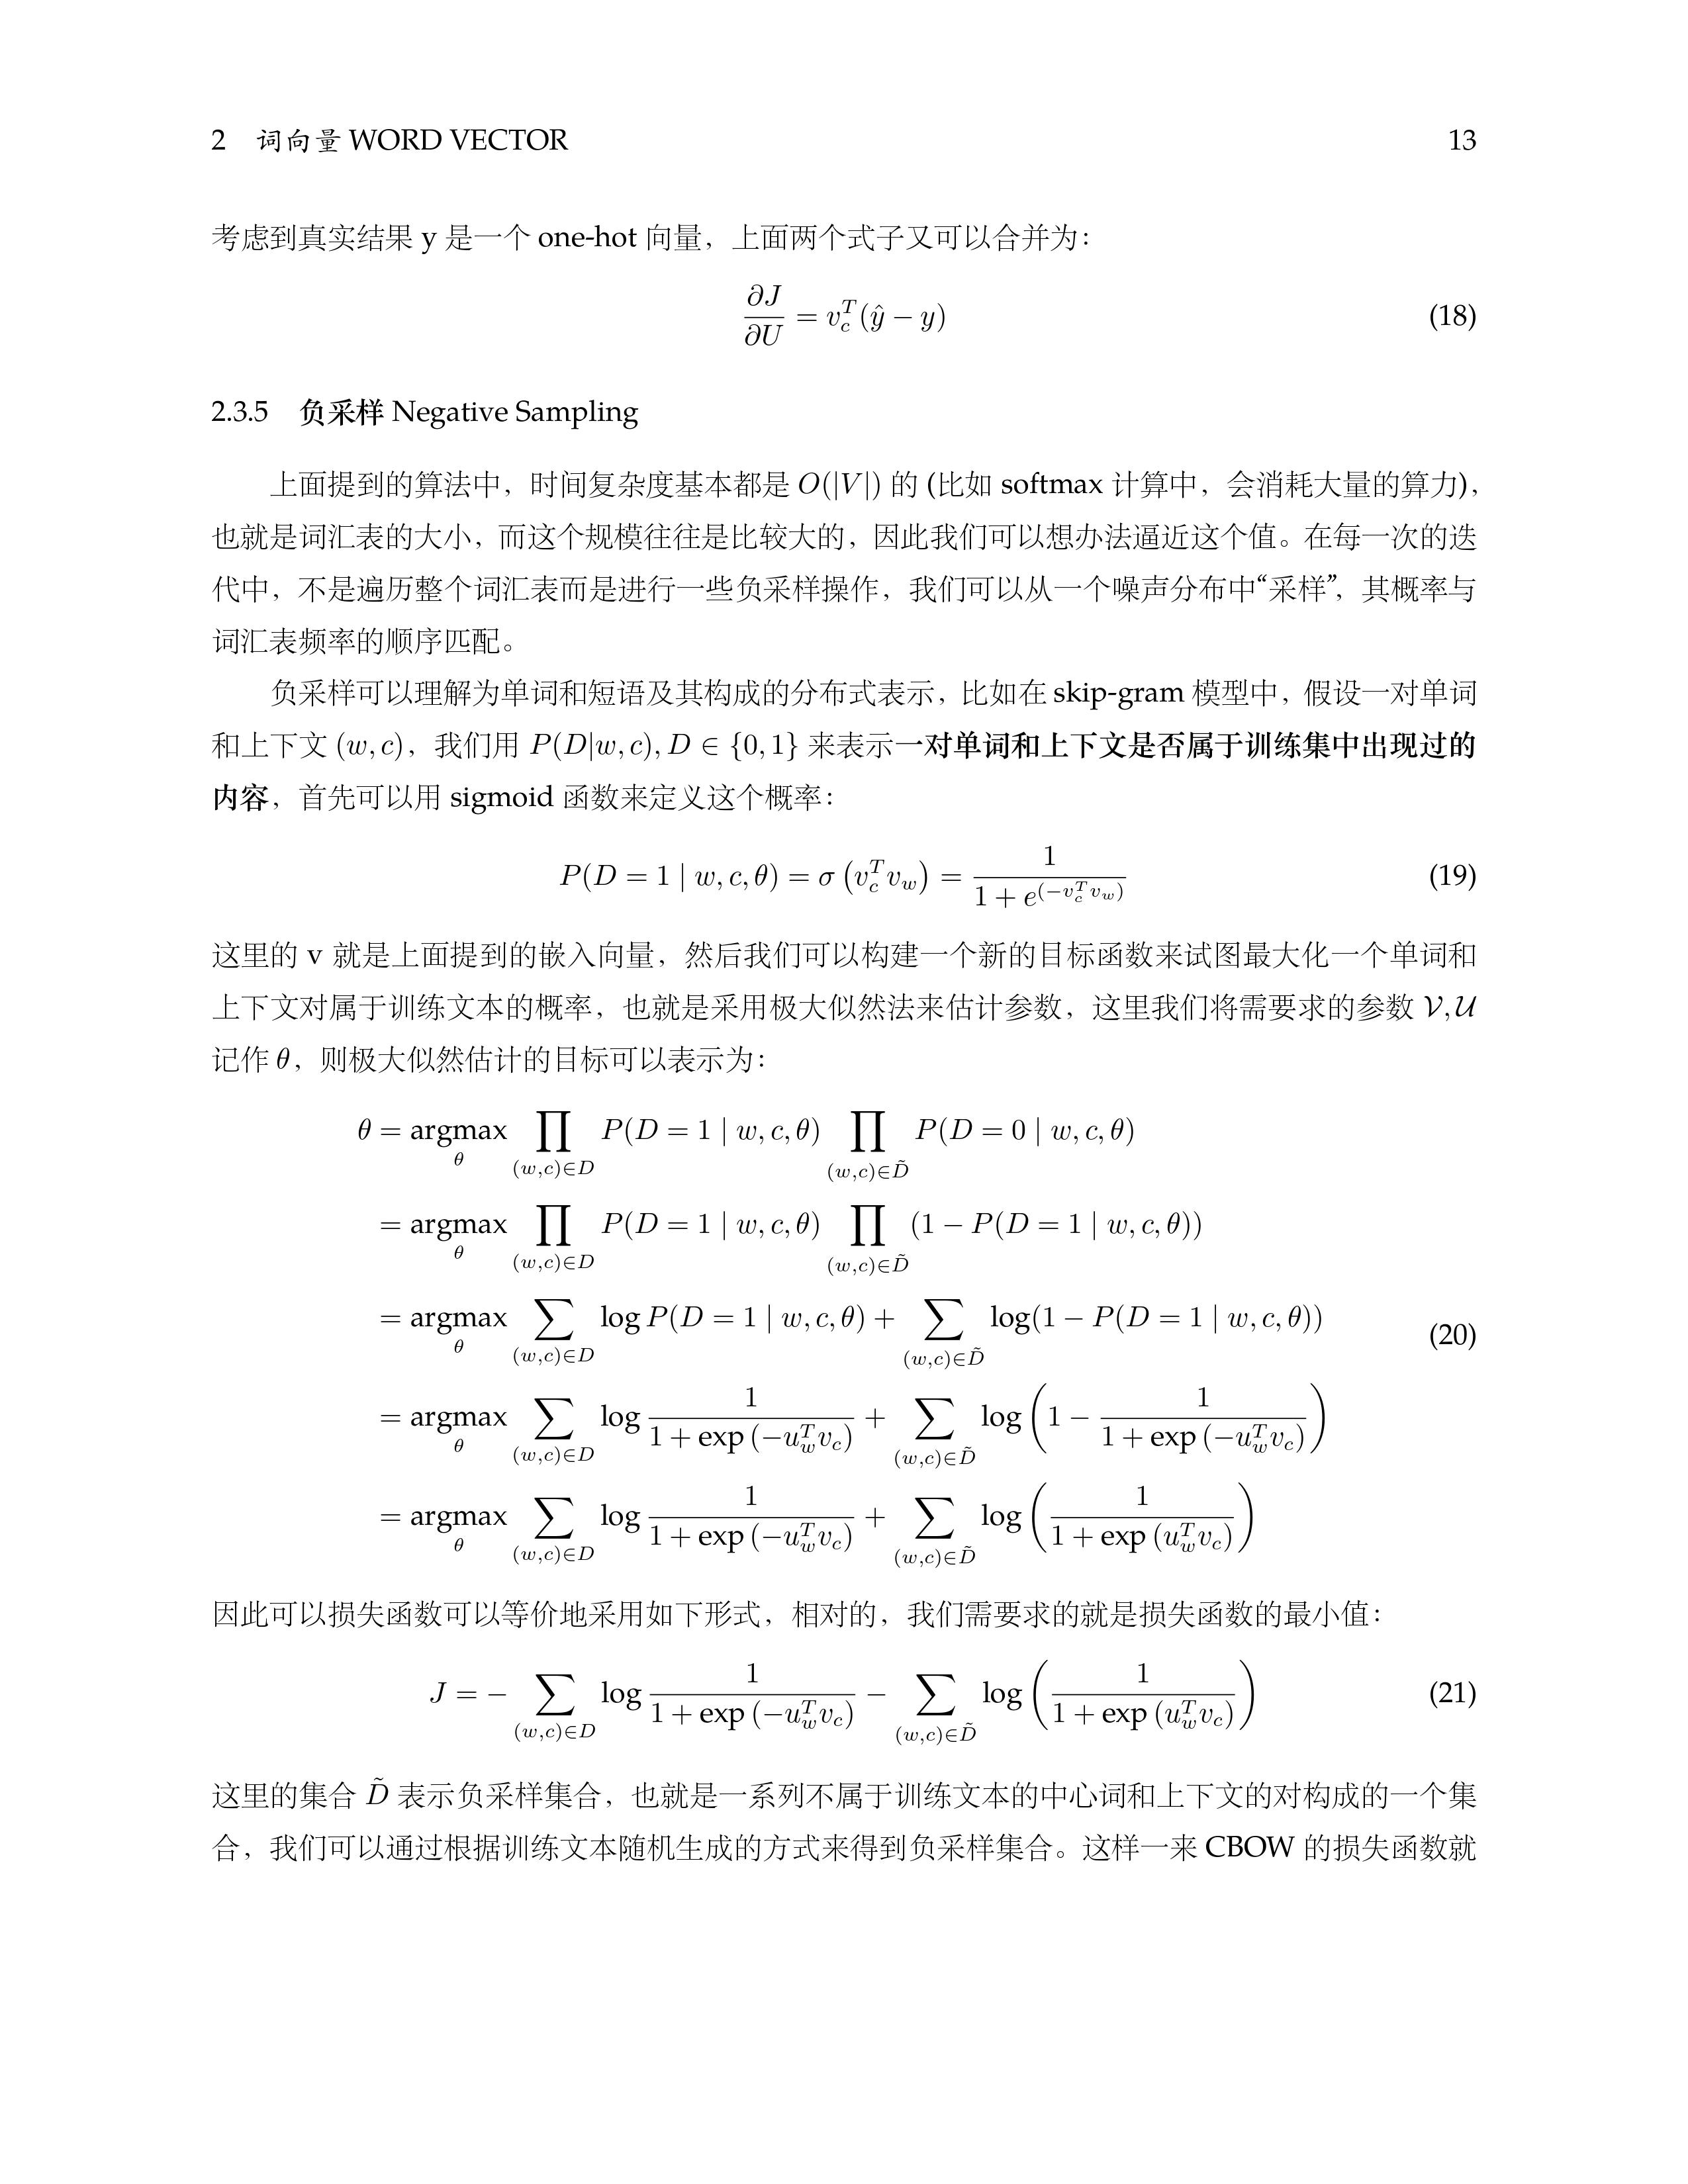 2 词向量 WORD VECTOR 13
考虑到真实结果 y 是一个 one-hot 向量，上面两个式子又可以合并为：
$$\frac{\partial J}{\partial U} = v_c^T(\hat{y} - y) \quad (18)$$
2.3.5 负采样 Negative Sampling
上面提到的算法中，时间复杂度基本都是 $O(|V|)$ 的 (比如 softmax 计算中，会消耗大量的算力)，
也就是词汇表的大小，而这个规模往往是比较大的，因此我们可以想办法逼近这个值。在每一次的迭
代中，不是遍历整个词汇表而是进行一些负采样操作，我们可以从一个噪声分布中“采样”，其概率与
词汇表频率的顺序匹配。
负采样可以理解为单词和短语及其构成的分布式表示，比如在 skip-gram 模型中，假设一对单词
和上下文 $(w, c)$，我们用 $P(D|w, c), D \in \{0, 1\}$ 来表示一对单词和上下文是否属于训练集中出现过的
内容，首先可以用 sigmoid 函数来定义这个概率：
$$P(D = 1 \mid w, c, \theta) = \sigma\left(v_c^T v_w\right) = \frac{1}{1 + e^{(-v_c^T v_w)}} \quad (19)$$
这里的 v 就是上面提到的嵌入向量，然后我们可以构建一个新的目标函数来试图最大化一个单词和
上下文对属于训练文本的概率，也就是采用极大似然法来估计参数，这里我们将需要求的参数 $\mathcal{V}, \mathcal{U}$
记作 $\theta$，则极大似然估计的目标可以表示为：
$$\theta = \underset{\theta}{\text{argmax}} \prod_{(w,c)\in D} P(D = 1 \mid w, c, \theta) \prod_{(w,c)\in \tilde{D}} P(D = 0 \mid w, c, \theta)$$
$$= \underset{\theta}{\text{argmax}} \prod_{(w,c)\in D} P(D = 1 \mid w, c, \theta) \prod_{(w,c)\in \tilde{D}} (1 - P(D = 1 \mid w, c, \theta))$$
$$= \underset{\theta}{\text{argmax}} \sum_{(w,c)\in D} \log P(D = 1 \mid w, c, \theta) + \sum_{(w,c)\in \tilde{D}} \log(1 - P(D = 1 \mid w, c, \theta)) \quad (20)$$
$$= \underset{\theta}{\text{argmax}} \sum_{(w,c)\in D} \log \frac{1}{1 + \exp\left(-u_w^T v_c\right)} + \sum_{(w,c)\in \tilde{D}} \log\left(1 - \frac{1}{1 + \exp\left(-u_w^T v_c\right)}\right)$$
$$= \underset{\theta}{\text{argmax}} \sum_{(w,c)\in D} \log \frac{1}{1 + \exp\left(-u_w^T v_c\right)} + \sum_{(w,c)\in \tilde{D}} \log\left(\frac{1}{1 + \exp\left(u_w^T v_c\right)}\right)$$
因此可以损失函数可以等价地采用如下形式，相对的，我们需要求的就是损失函数的最小值：
$$J = -\sum_{(w,c)\in D} \log \frac{1}{1 + \exp\left(-u_w^T v_c\right)} - \sum_{(w,c)\in \tilde{D}} \log\left(\frac{1}{1 + \exp\left(u_w^T v_c\right)}\right) \quad (21)$$
这里的集合 $\tilde{D}$ 表示负采样集合，也就是一系列不属于训练文本的中心词和上下文的对构成的一个集
合，我们可以通过根据训练文本随机生成的方式来得到负采样集合。这样一来 CBOW 的损失函数就